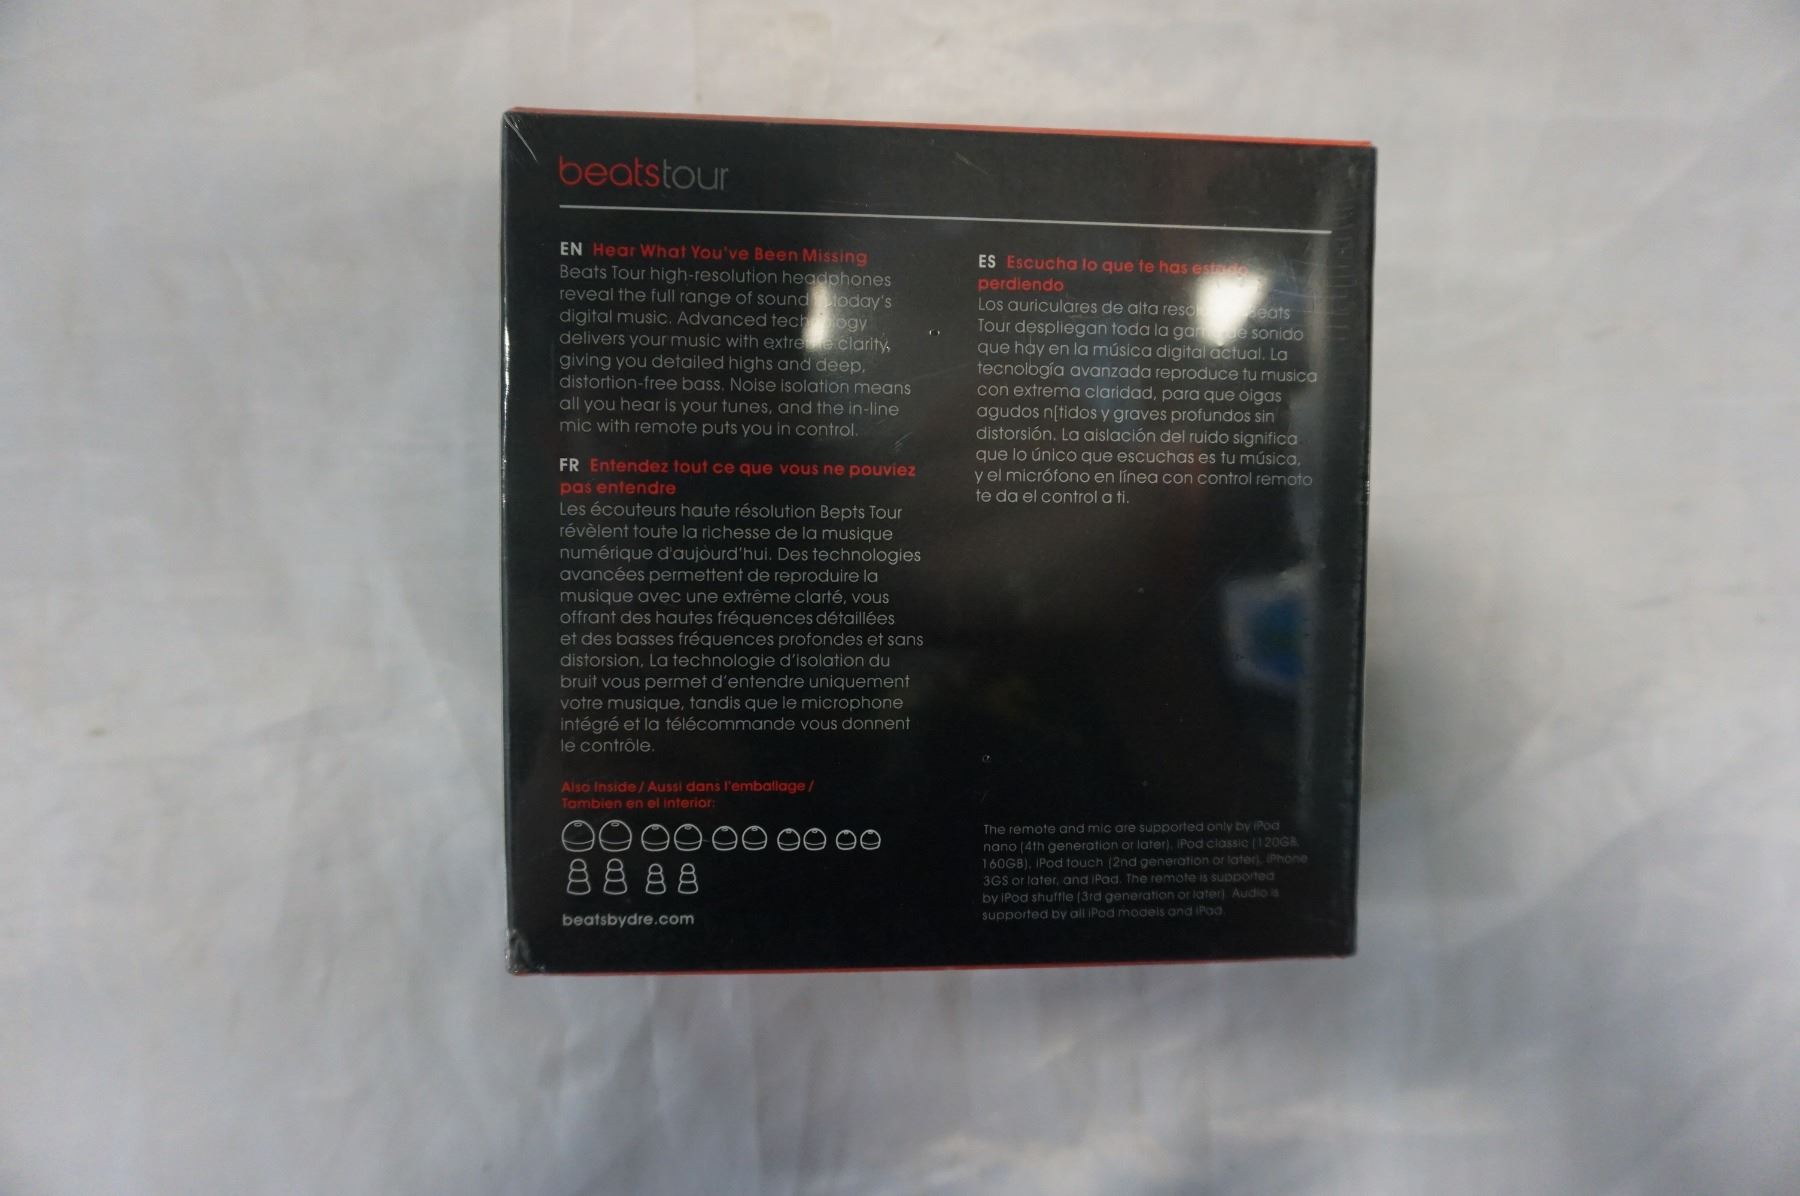 beatstour
EN Hear What You've Been Missing
Beats Tour high-resolution headphones
reveal the full range of sound today's
digital music. Advanced
delivers your music with clarity,
giving you detailed highs and deep,
distortion-free bass. Noise isolation means
all you hear is your tunes, and the in-line
mic with remote puts you in control.
FR Entendez tout ce que vous ne pouviez
pas entendre
Les écouteurs haute résolution Bepts Tour
révèlent toute la richesse de la musique
numérique d'aujourd'hui. Des technologies
avancées permettent de reproduire la
musique avec une extrême clarté, vous
offrant des hautes fréquences détaillées
et des basses fréquences profondes et sans
distorsion, La technologie d'isolation du
bruit vous permet d'entendre uniquement
votre musique, tandis que le microphone
intégré et la télécommande vous donnent
le contrôle.
Also Inside / Aussi dans l'emballage /
Tambien en el interior:
beatsbydre.com
ES Escucha lo que te has
perdiendo
Los auriculares de alta
Tour despliegan toda la de sonido
que hay en la música digital actual. La
tecnología avanzada reproduce tu musica
con extrema claridad, para que oigas
agudos n[tidos y graves profundos sin
distorsión. La aislación del ruido significa
que lo único que escuchas es tu música,
y el micrófono en línea con control remoto
te da el control a ti.
The remote and mic are supported only by iPod
nano (4th generation or later), iPod classic (120GB,
160GB), iPod touch (2nd generation or later), iPhone
3GS or later, and iPad. The remote is supported
by iPod shuffle (3rd generation or later). Audio is
supported by all iPod models and iPad.